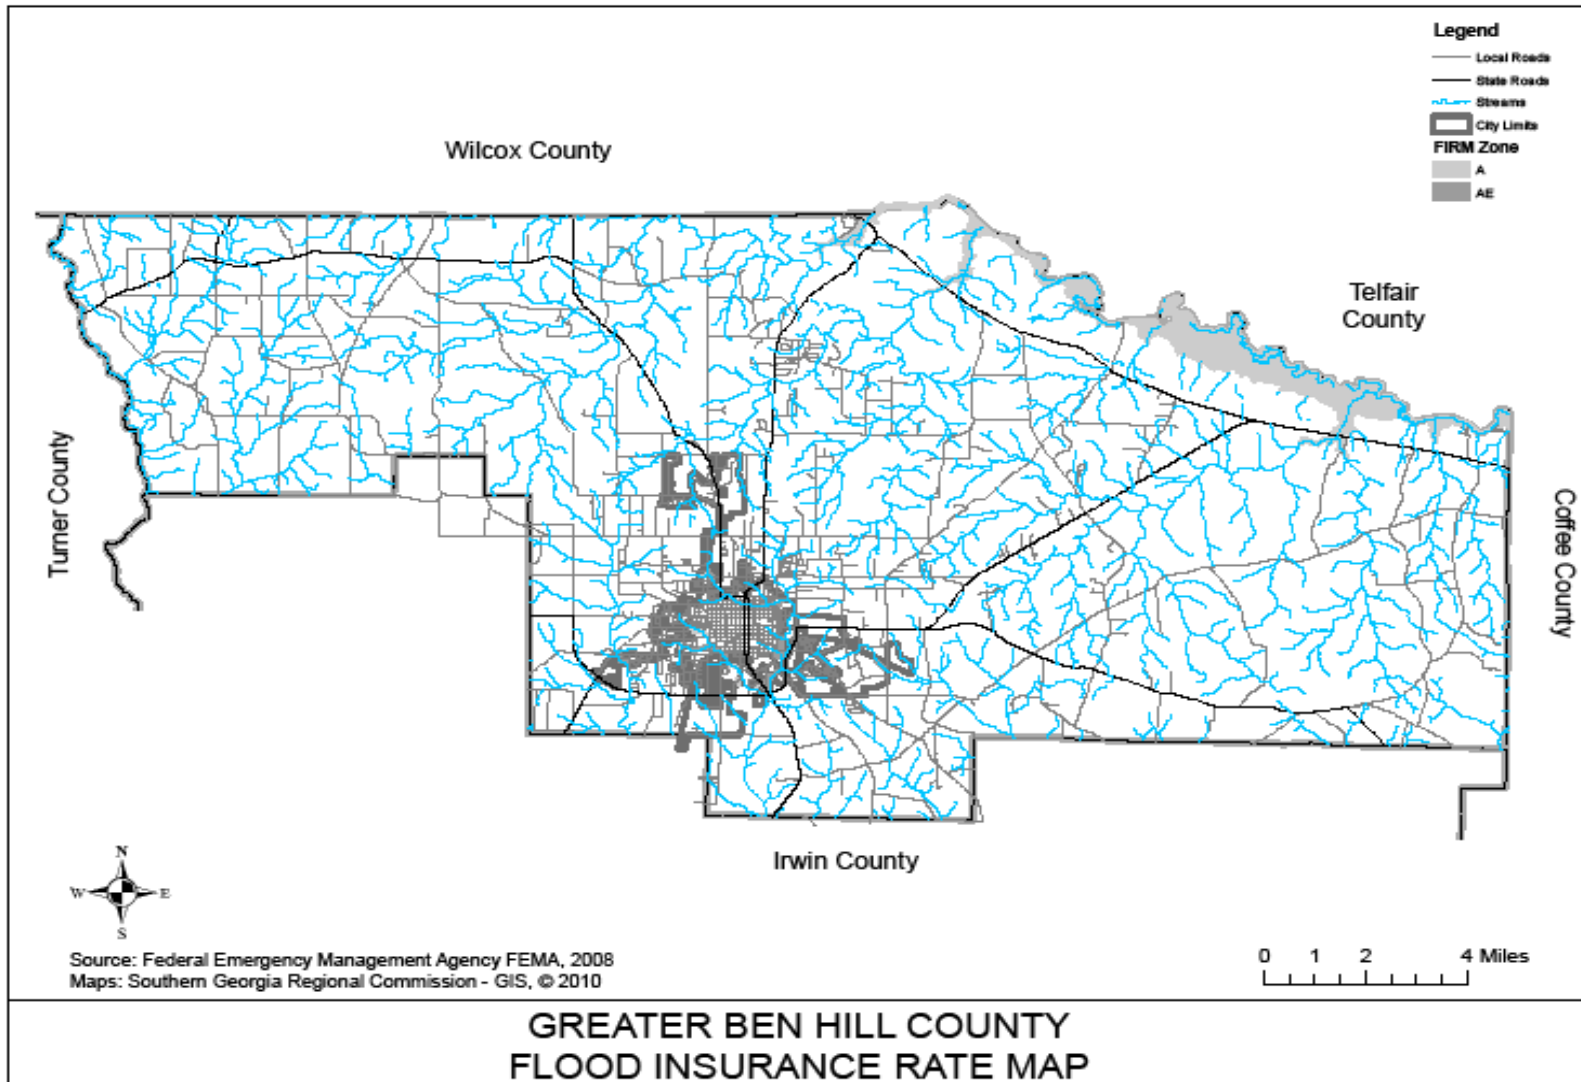 Legend
Local Roads
State Roads
Streams
City Limits
FIRM Zone
A
AE
Wilcox County
Telfair
County
Turner County
Coffee County
Irwin County
N
W E
S
Source: Federal Emergency Management Agency FEMA, 2008
Maps: Southern Georgia Regional Commission - GIS, © 2010
0 1 2 4 Miles
GREATER BEN HILL COUNTY
FLOOD INSURANCE RATE MAP